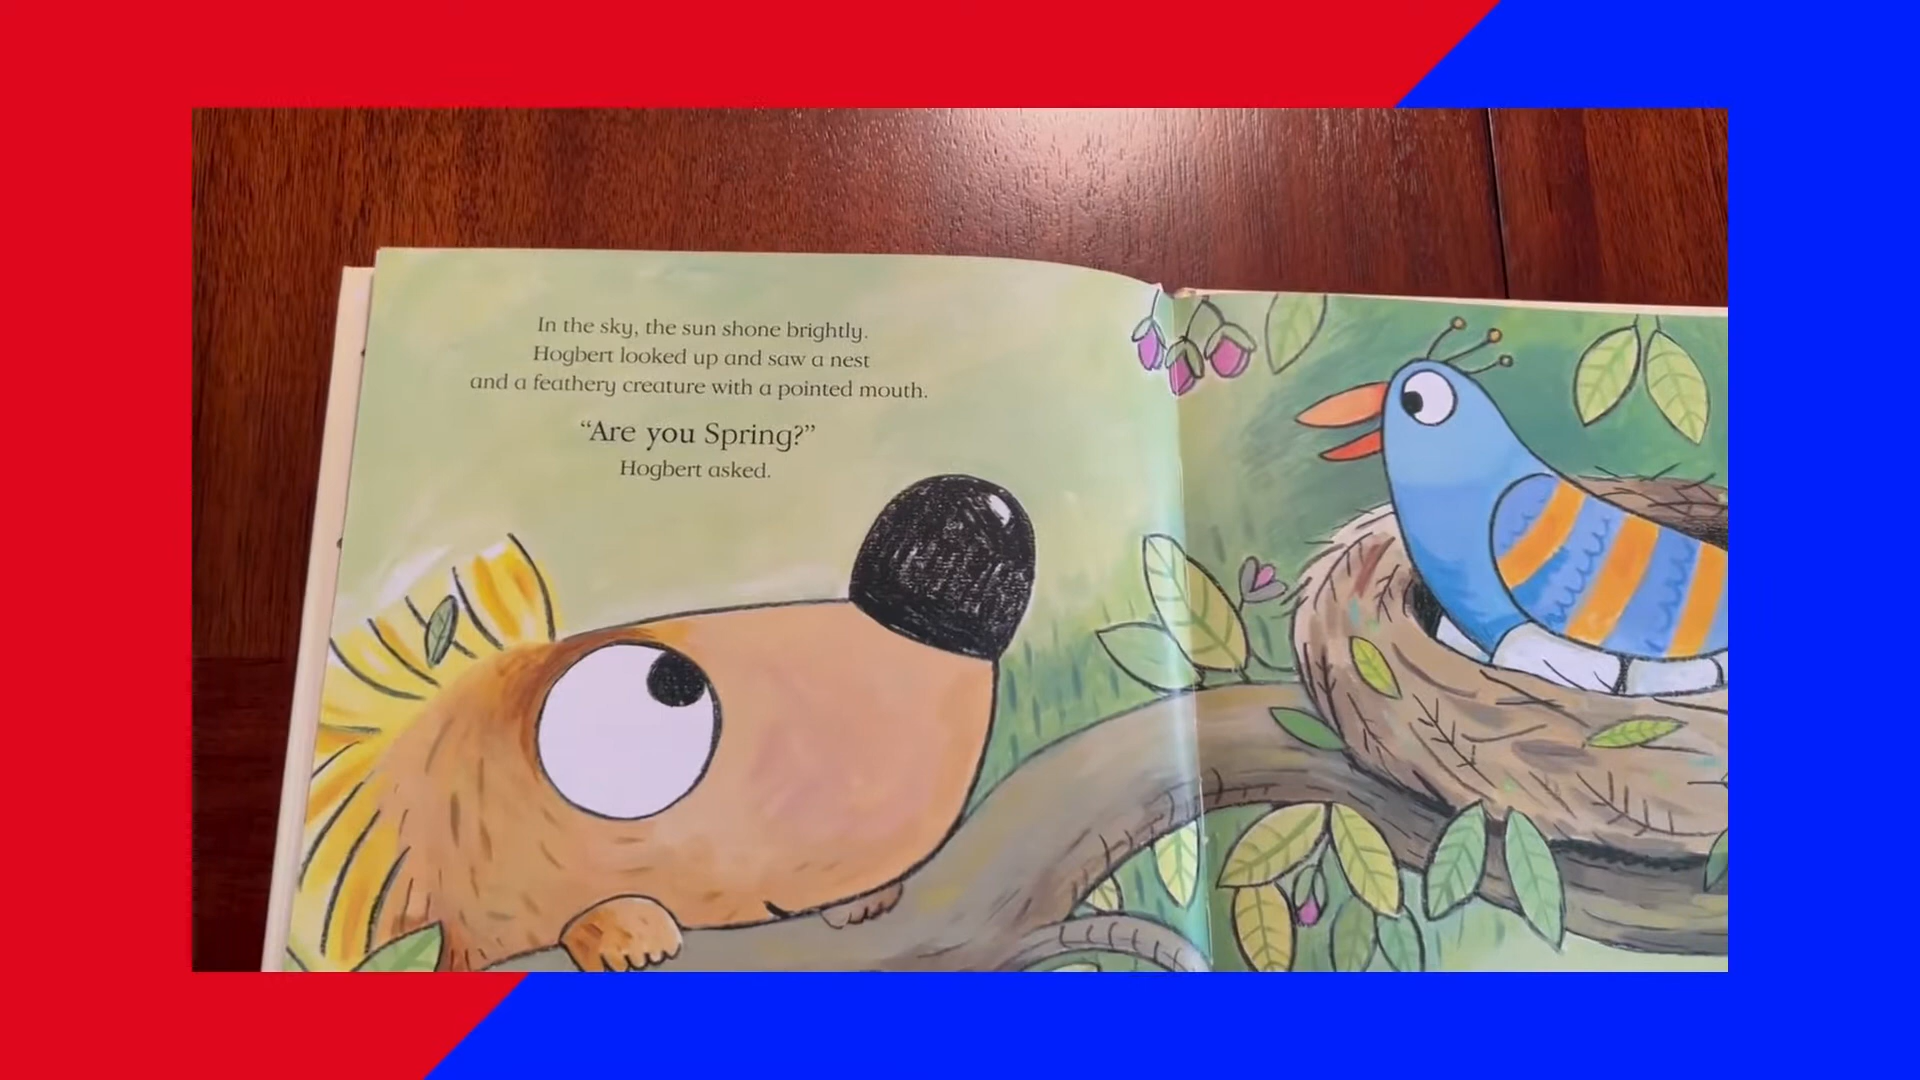 In the sky, the sun shone brightly.
Hogbert looked up and saw a nest
and a feathery creature with a pointed mouth.
“Are you Spring?”
Hogbert asked.